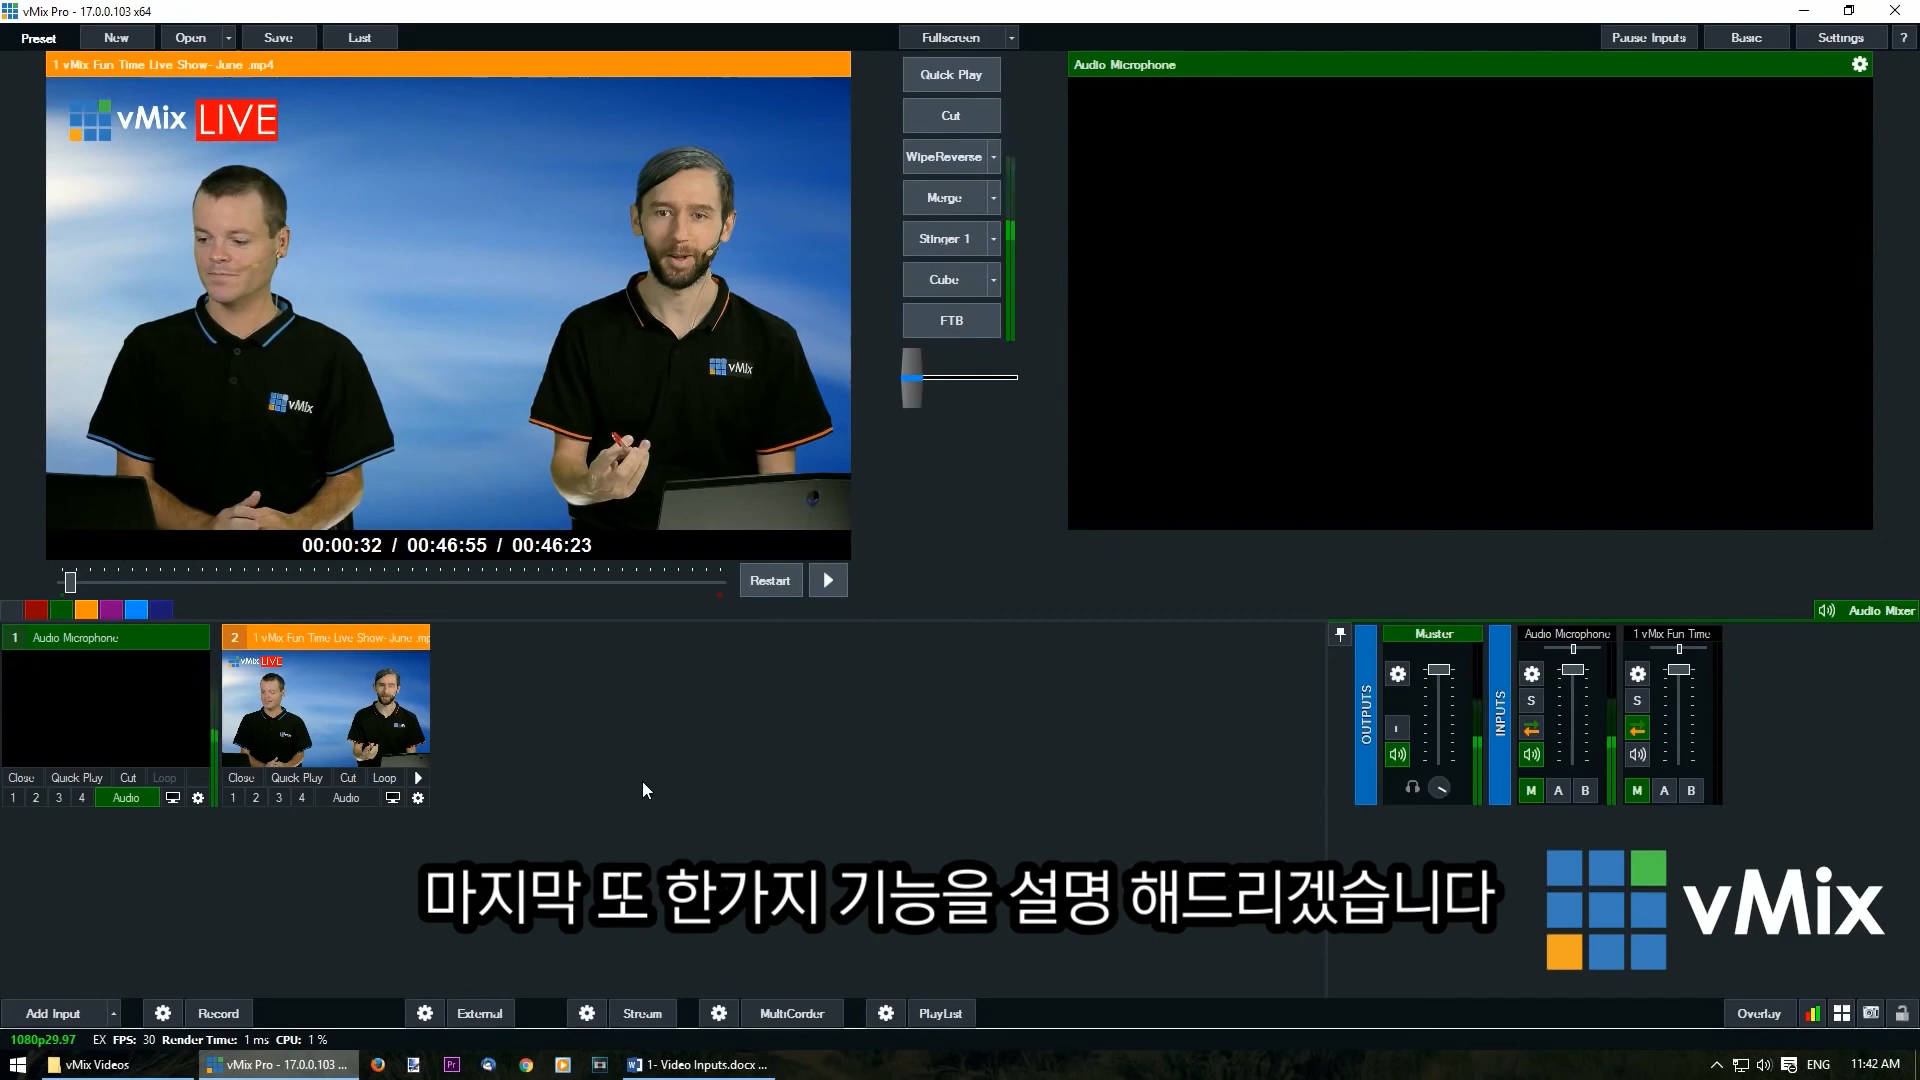 vMix Pro - 17.0.0.103 x64
Preset New Open Save Last Fullscreen Pause Inputs Basic Settings ?
1 vMix Fun Time Live Show- June .mp4
Audio Microphone
vMix LIVE
vMix
vMix
Quick Play
Cut
WipeReverse
Merge
Stinger 1
Cube
FTB
00:00:32 / 00:46:55 / 00:46:23
Restart
Audio Mixer
1 Audio Microphone
2 1 vMix Fun Time Live Show- June .mp
vMix LIVE
Close Quick Play Cut Loop
1 2 3 4 Audio
Close Quick Play Cut Loop
1 2 3 4 Audio
OUTPUTS
Master
INPUTS
Audio Microphone
S
M A B
1 vMix Fun Time
S
M A B
마지막 또 한가지 기능을 설명 해드리겠습니다
vMix
Add Input Record External Stream MultiCorder PlayList Overlay
1080p29.97 EX FPS: 30 Render Time: 1 ms CPU: 1 %
vMix Videos vMix Pro - 17.0.0.103 ... Pr 1- Video Inputs.docx ... ENG 11:42 AM